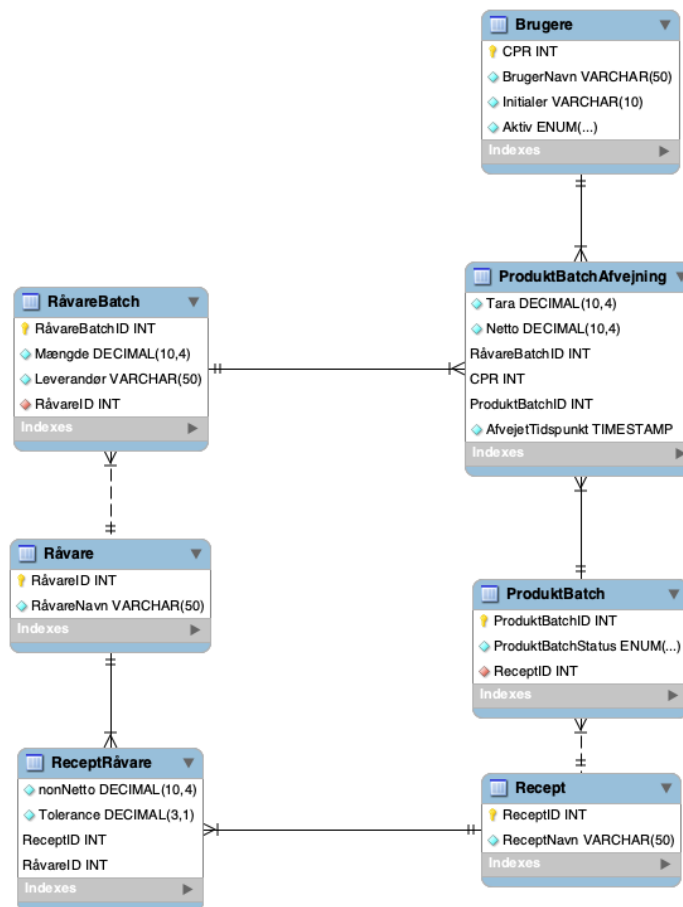 Brugere
CPR INT
BrugerNavn VARCHAR(50)
Initialer VARCHAR(10)
Aktiv ENUM(...)
Indexes
ProduktBatchAfvejning
Tara DECIMAL(10,4)
Netto DECIMAL(10,4)
RåvareBatchID INT
CPR INT
ProduktBatchID INT
AfvejetTidspunkt TIMESTAMP
Indexes
RåvareBatch
RåvareBatchID INT
Mængde DECIMAL(10,4)
Leverandør VARCHAR(50)
RåvareID INT
Indexes
Råvare
RåvareID INT
RåvareNavn VARCHAR(50)
Indexes
ProduktBatch
ProduktBatchID INT
ProduktBatchStatus ENUM(...)
ReceptID INT
Indexes
ReceptRåvare
nonNetto DECIMAL(10,4)
Tolerance DECIMAL(3,1)
ReceptID INT
RåvareID INT
Indexes
Recept
ReceptID INT
ReceptNavn VARCHAR(50)
Indexes